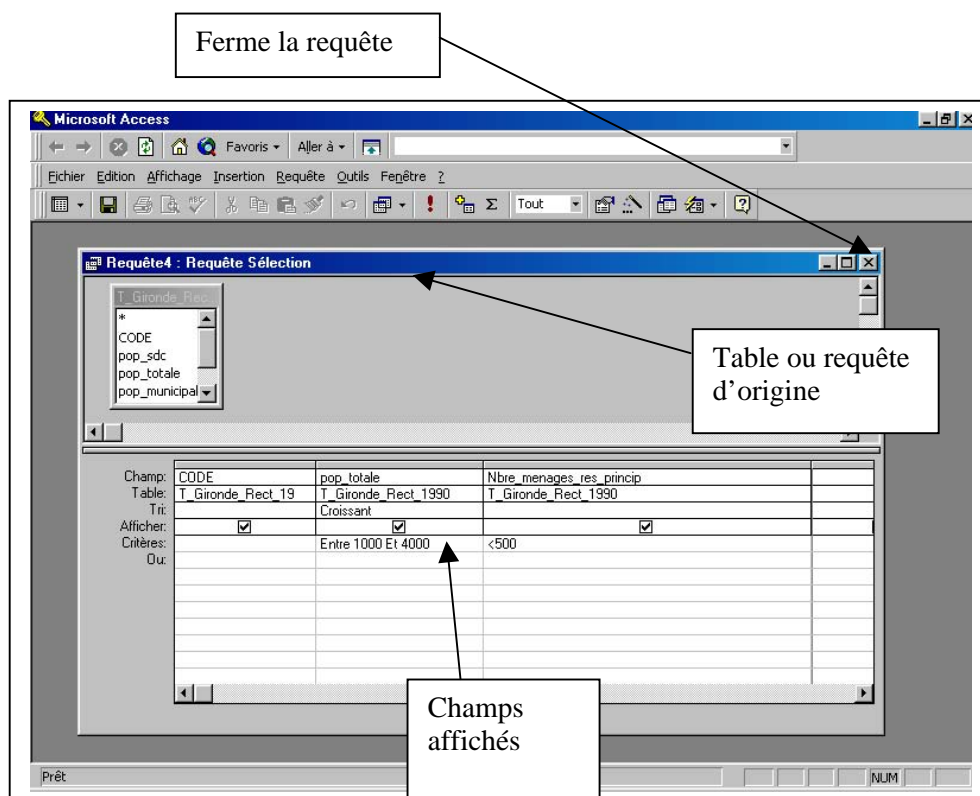 Ferme la requête
Microsoft Access
Favoris Aller à
Fichier Edition Affichage Insertion Requête Outils Fenêtre ?
Tout
Requête4 : Requête Sélection
T_Gironde_Rec...
*
CODE
pop_sdc
pop_totale
pop_municipal
Table ou requête
d’origine
Champ: CODE pop_totale Nbre_menages_res_princip
Table: T_Gironde_Rect_19 T_Gironde_Rect_1990 T_Gironde_Rect_1990
Tri: Croissant
Afficher:
Critères: Entre 1000 Et 4000 <500
Ou:
Champs
affichés
Prêt NUM